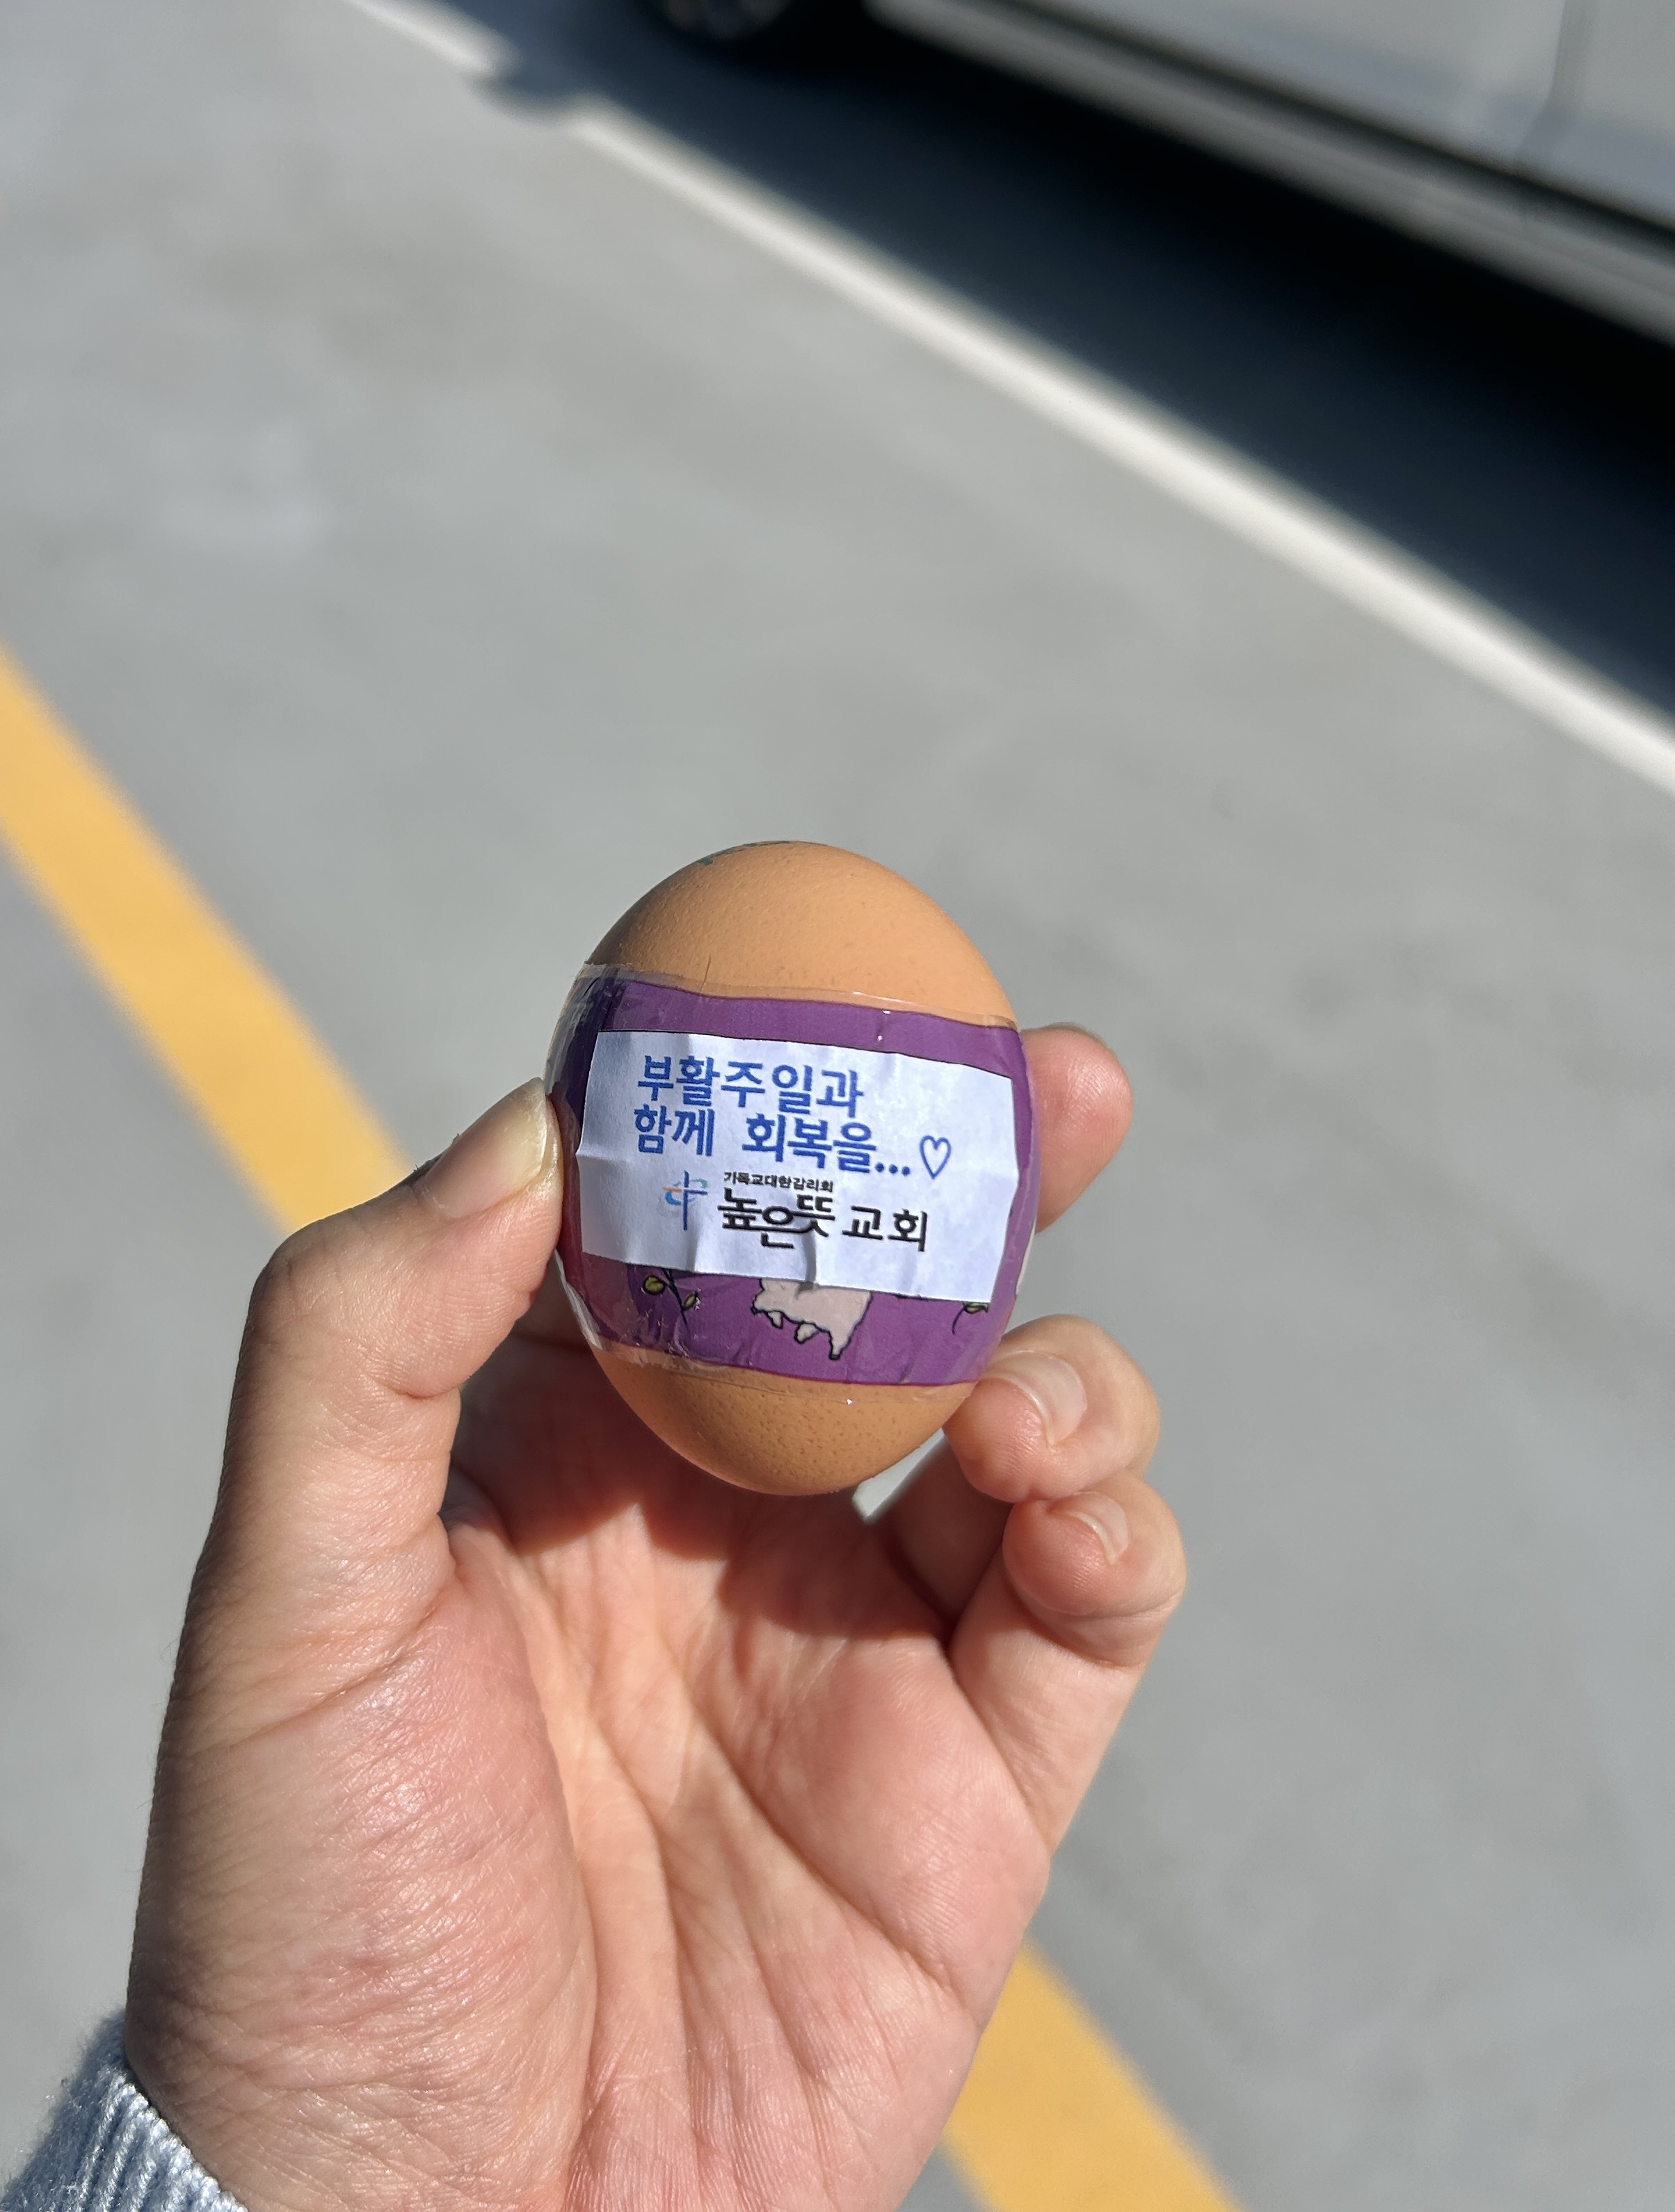 부활주일과
함께 회복을...♡
기독교대한감리회
높은뜻교회